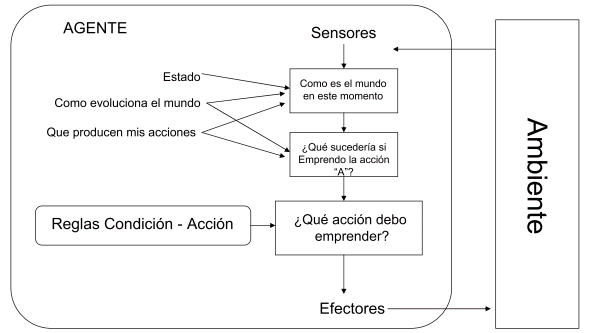 AGENTE
Sensores
Estado
Como es el mundo
en este momento
Como evoluciona el mundo
Que producen mis acciones
¿Qué sucedería si
Emprendo la acción
“A”?
Reglas Condición - Acción
¿Qué acción debo
emprender?
Efectores
Ambiente